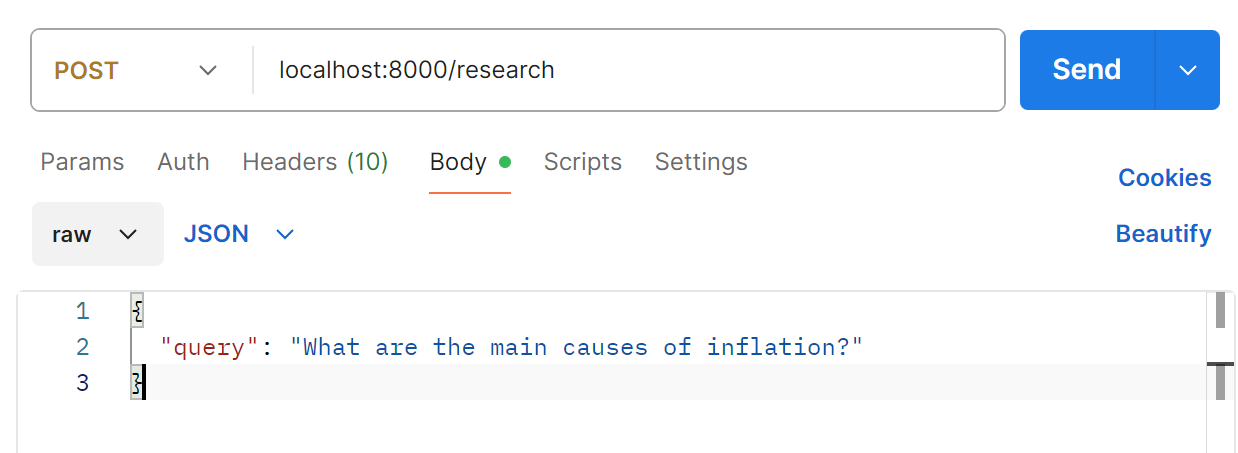 POST localhost:8000/research Send
Params Auth Headers (10) Body Scripts Settings Cookies
raw JSON Beautify
1 {
2 "query": "What are the main causes of inflation?"
3 }